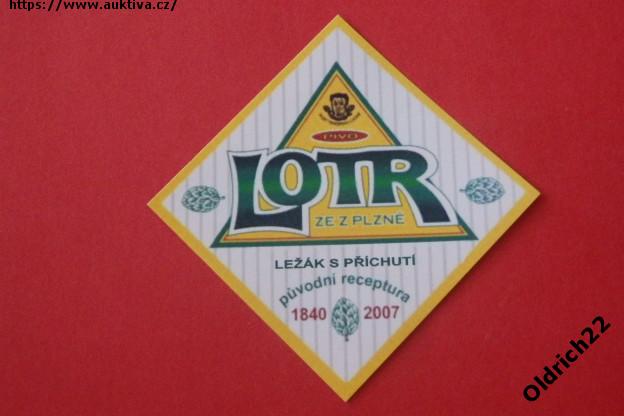 https://www.auktiva.cz/
PIVO
LOTR
ZE Z PLZNĚ
LEŽÁK S PŘÍCHUTÍ
původní receptura
1840 2007
Oldrich22